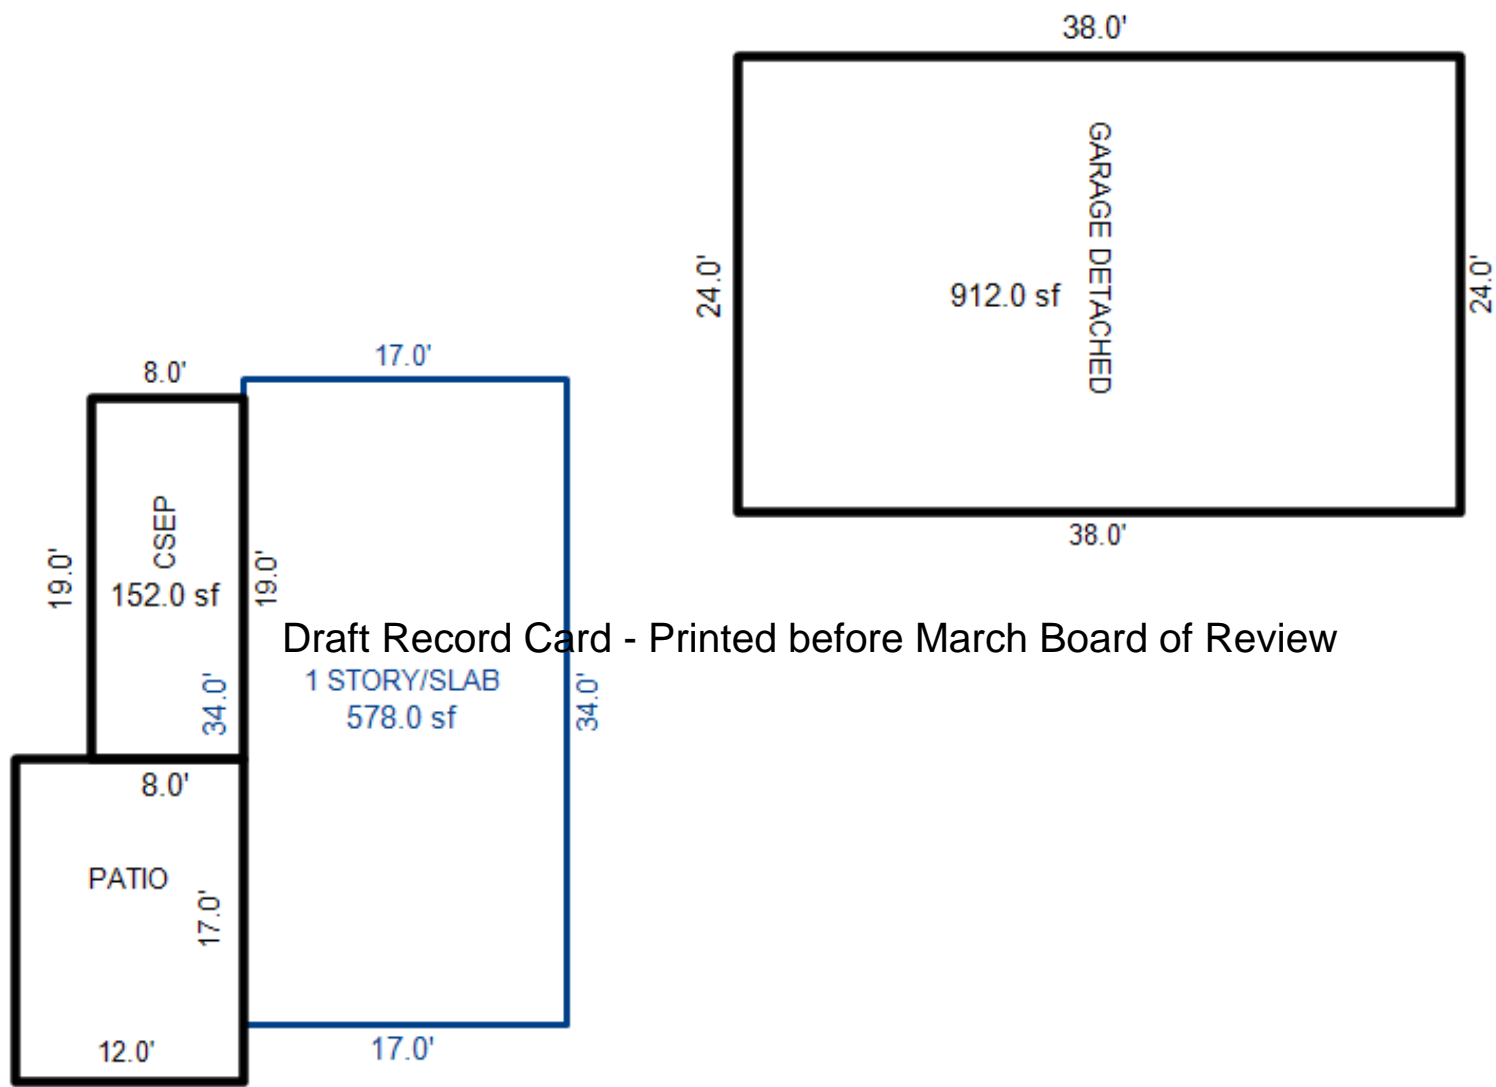 38.0'
GARAGE DETACHED
24.0'
912.0 sf
24.0'
38.0'
17.0'
8.0'
CSEP
19.0'
152.0 sf
19.0'
Draft Record Card - Printed before March Board of Review
34.0'
1 STORY/SLAB
578.0 sf
34.0'
8.0'
PATIO
17.0'
12.0'
17.0'